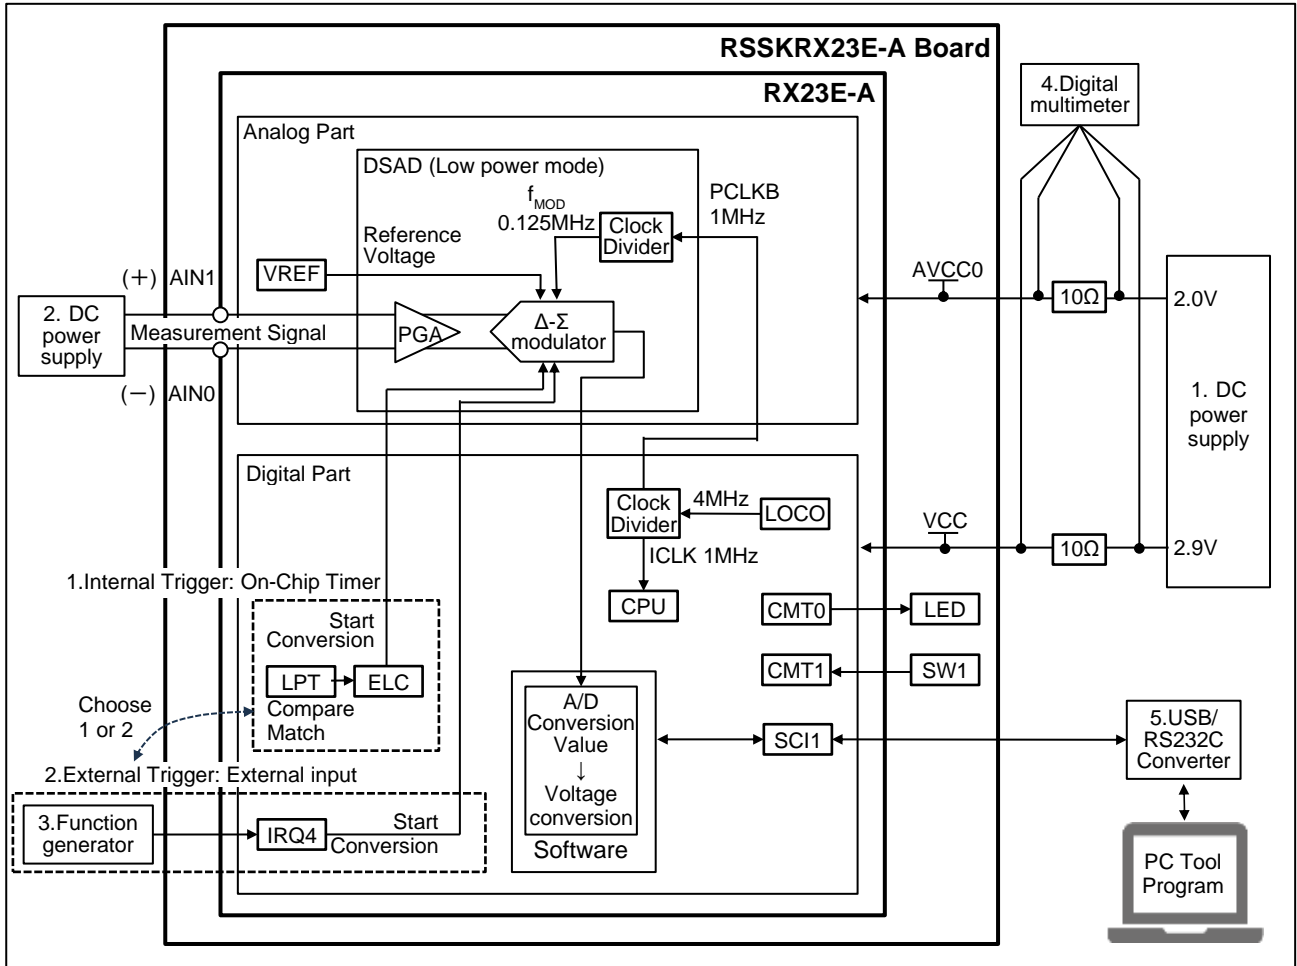 RSSKRX23E-A Board
RX23E-A
4.Digital
multimeter
Analog Part
DSAD (Low power mode)
fMOD
0.125MHz
Clock
Divider
PCLKB
1MHz
Reference
Voltage
VREF
(+) AIN1
2. DC
power
supply
Measurement Signal
PGA
Δ-Σ
modulator
(−) AIN0
AVCC0
10Ω
2.0V
1. DC
power
supply
Digital Part
Clock
Divider
4MHz
LOCO
ICLK 1MHz
CPU
VCC
10Ω
2.9V
1.Internal Trigger: On-Chip Timer
Start
Conversion
LPT
ELC
Compare
Match
Choose
1 or 2
2.External Trigger: External input
3.Function
generator
IRQ4
Start
Conversion
CMT0
LED
CMT1
SW1
A/D
Conversion
Value
↓
Voltage
conversion
Software
SCI1
5.USB/
RS232C
Converter
PC Tool
Program